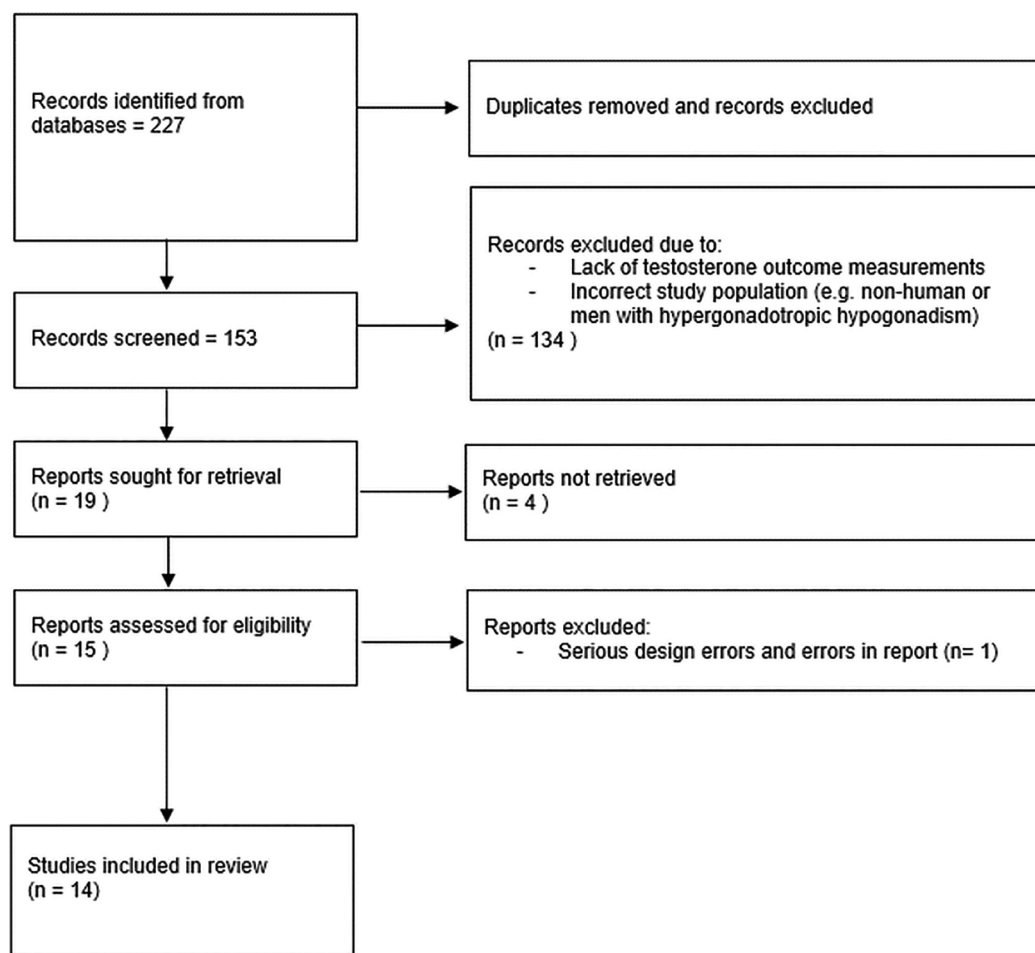 Records identified from
databases = 227
Duplicates removed and records excluded
Records excluded due to:
- Lack of testosterone outcome measurements
- Incorrect study population (e.g. non-human or
men with hypergonadotropic hypogonadism)
(n = 134 )
Records screened = 153
Reports sought for retrieval
(n = 19 )
Reports not retrieved
(n = 4 )
Reports assessed for eligibility
(n = 15 )
Reports excluded:
- Serious design errors and errors in report (n= 1)
Studies included in review
(n = 14)